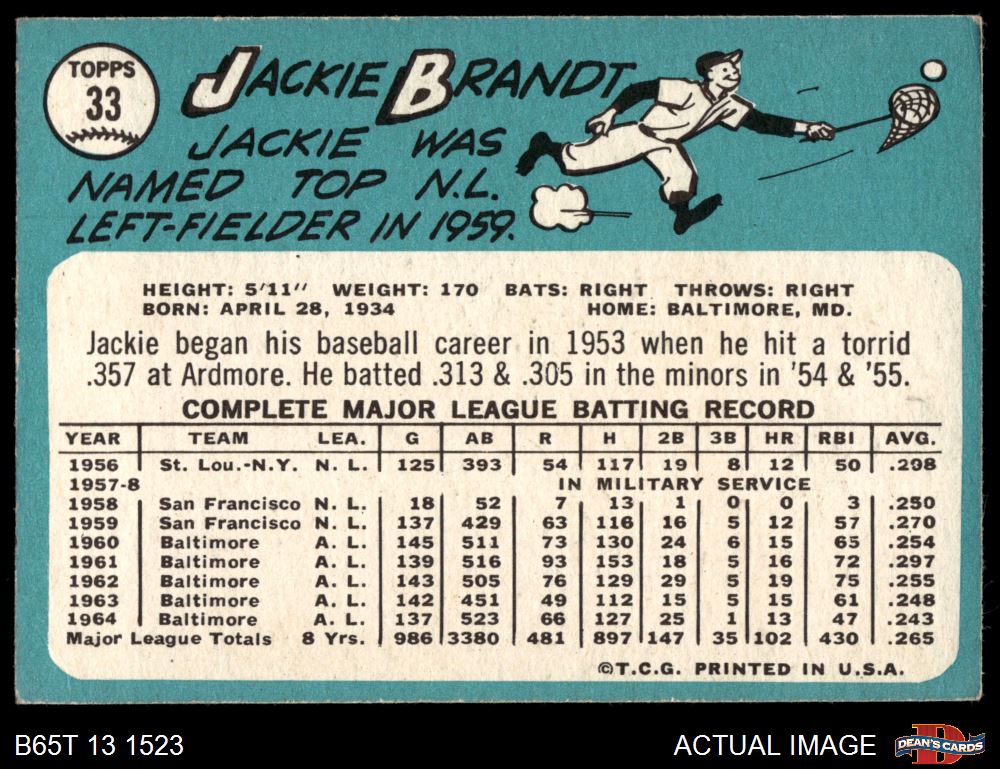 TOPPS
33
JACKIE BRANDT
JACKIE WAS
NAMED TOP N.L.
LEFT-FIELDER IN 1959.
HEIGHT: 5'11" WEIGHT: 170 BATS: RIGHT THROWS: RIGHT
BORN: APRIL 28, 1934 HOME: BALTIMORE, MD.
Jackie began his baseball career in 1953 when he hit a torrid
.357 at Ardmore. He batted .313 & .305 in the minors in '54 & '55.
COMPLETE MAJOR LEAGUE BATTING RECORD
YEAR TEAM LEA. G AB R H 2B 3B HR RBI AVG.
1956 St. Lou.-N.Y. N. L. 125 393 54 117 19 8 12 50 .298
1957-8 IN MILITARY SERVICE
1958 San Francisco N. L. 18 52 7 13 1 0 0 3 .250
1959 San Francisco N. L. 137 429 63 116 16 5 12 57 .270
1960 Baltimore A. L. 145 511 73 130 24 6 15 65 .254
1961 Baltimore A. L. 139 516 93 153 18 5 16 72 .297
1962 Baltimore A. L. 143 505 76 129 29 5 19 75 .255
1963 Baltimore A. L. 142 451 49 112 15 5 15 61 .248
1964 Baltimore A. L. 137 523 66 127 25 1 13 47 .243
Major League Totals 8 Yrs. 986 3380 481 897 147 35 102 430 .265
©T.C.G. PRINTED IN U.S.A.
B65T 13 1523
ACTUAL IMAGE
D
DEAN'S CARDS